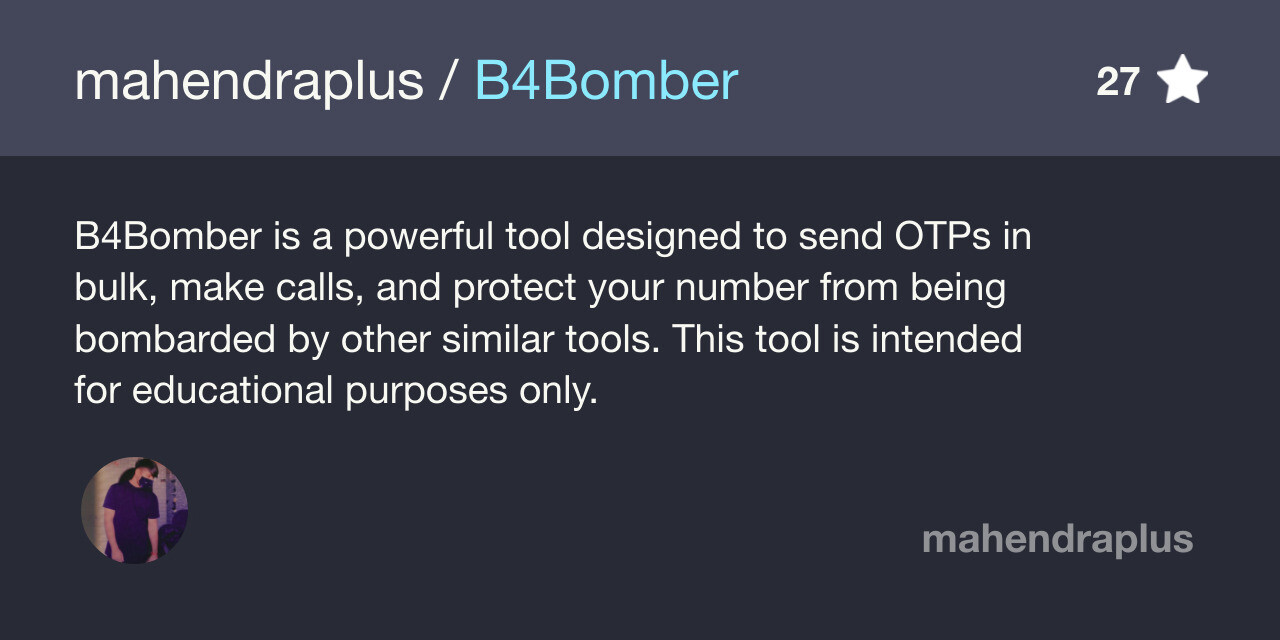 mahendraplus / B4Bomber
27
B4Bomber is a powerful tool designed to send OTPs in
bulk, make calls, and protect your number from being
bombarded by other similar tools. This tool is intended
for educational purposes only.
mahendraplus